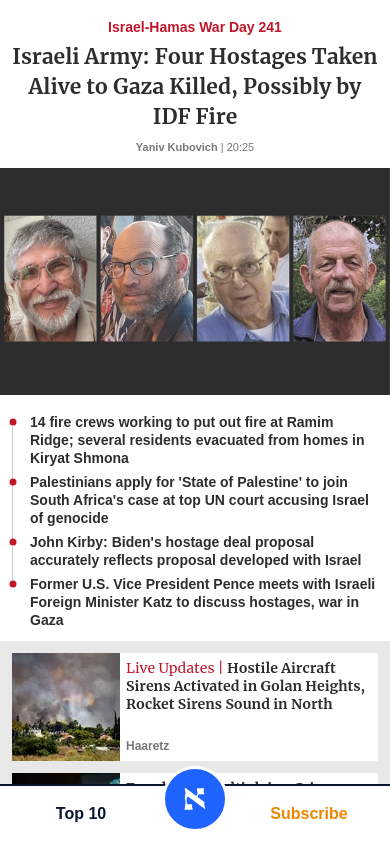 Israel-Hamas War Day 241
Israeli Army: Four Hostages Taken
Alive to Gaza Killed, Possibly by
IDF Fire
Yaniv Kubovich | 20:25
14 fire crews working to put out fire at Ramim
Ridge; several residents evacuated from homes in
Kiryat Shmona
Palestinians apply for 'State of Palestine' to join
South Africa's case at top UN court accusing Israel
of genocide
John Kirby: Biden's hostage deal proposal
accurately reflects proposal developed with Israel
Former U.S. Vice President Pence meets with Israeli
Foreign Minister Katz to discuss hostages, war in
Gaza
Live Updates | Hostile Aircraft
Sirens Activated in Golan Heights,
Rocket Sirens Sound in North
Haaretz
Top 10
Subscribe